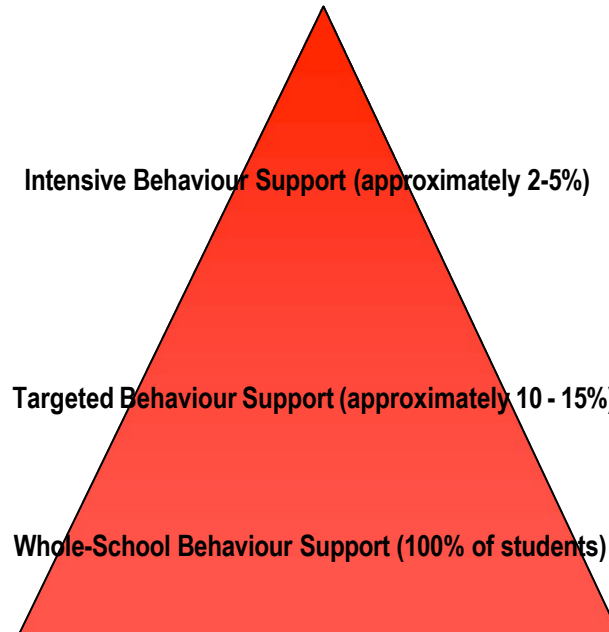 Intensive Behaviour Support (approximately 2-5%)
Targeted Behaviour Support (approximately 10 - 15%)
Whole-School Behaviour Support (100% of students)